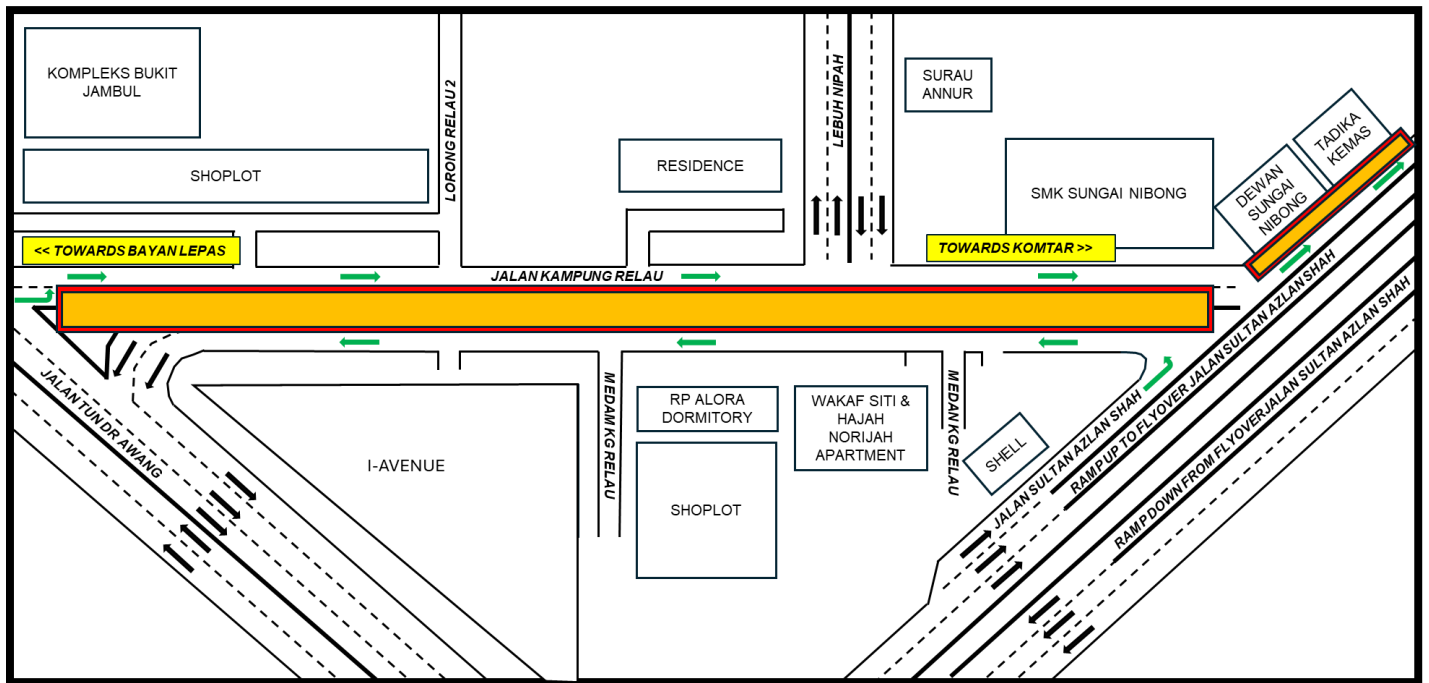 KOMPLEKS BUKIT
JAMBUL
SHOPLOT
LORONG RELAU 2
RESIDENCE
LEBUH NIPAH
SURAU
ANNUR
SMK SUNGAI NIBONG
DEWAN
SUNGAI
NIBONG
TADIKA
KEMAS
<< TOWARDS BAYAN LEPAS
TOWARDS KOMTAR >>
JALAN KAMPUNG RELAU
JALAN TUN DR AWANG
I-AVENUE
MEDAM KG RELAU
RP ALORA
DORMITORY
SHOPLOT
WAKAF SITI &
HAJAH
NORIJAH
APARTMENT
MEDAN KG RELAU
SHELL
JALAN SULTAN AZLAN SHAH
RAMP UP TO FLYOVER JALAN SULTAN AZLAN SHAH
RAMP DOWN FROM FLYOVER JALAN SULTAN AZLAN SHAH